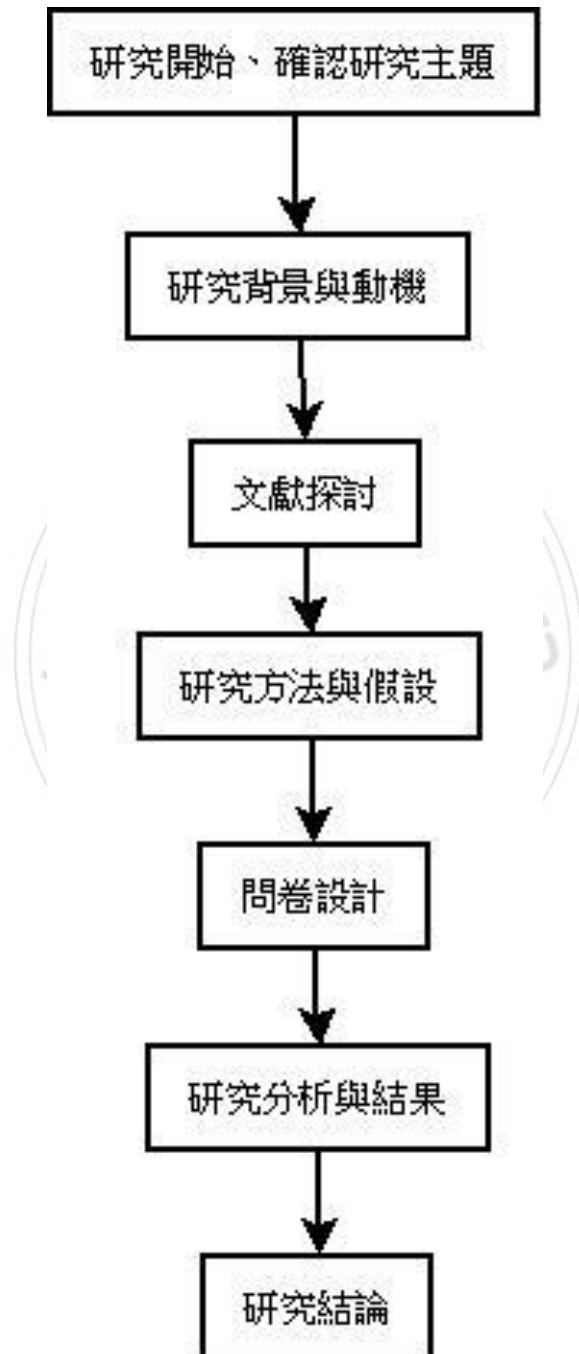 研究開始、確認研究主題
研究背景與動機
文獻探討
研究方法與假設
問卷設計
研究分析與結果
研究結論